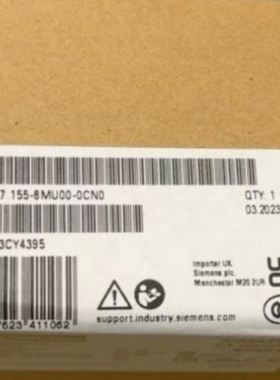 7 155-6MU00-0CN0
QTY. 1
03.2023
3CY4395
Importer UK:
Siemens plc.
Manchester M20 2UR
support.industry.siemens.com
7623 411062